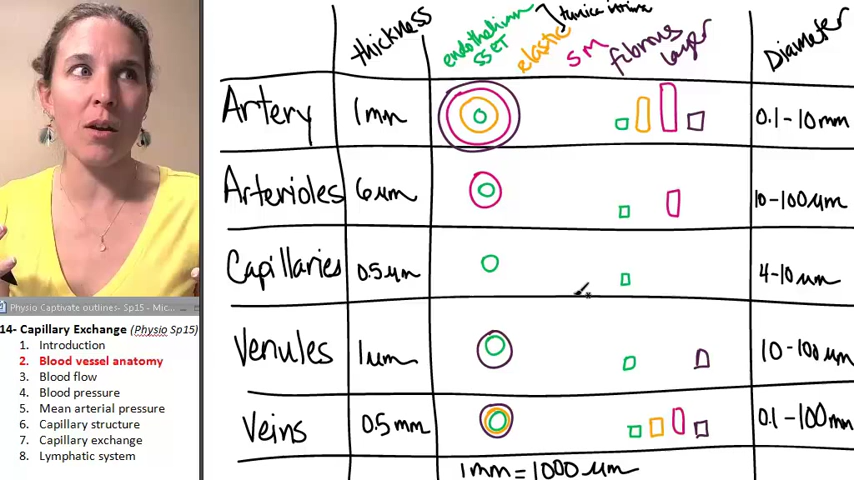 thickness
endothelium
SSET
elastic
tunica intima
SM
fibrous
layer
Diameter
Artery
1mm
0.1-10mm
Arterioles
6um
10-100um
Capillaries
0.5um
4-10um
Venules
1um
10-100um
Veins
0.5mm
0.1-100mm
1mm=1000um
Physio Captivate outlines- Sp15 - Mic...
14- Capillary Exchange (Physio Sp15)
1. Introduction
2. Blood vessel anatomy
3. Blood flow
4. Blood pressure
5. Mean arterial pressure
6. Capillary structure
7. Capillary exchange
8. Lymphatic system